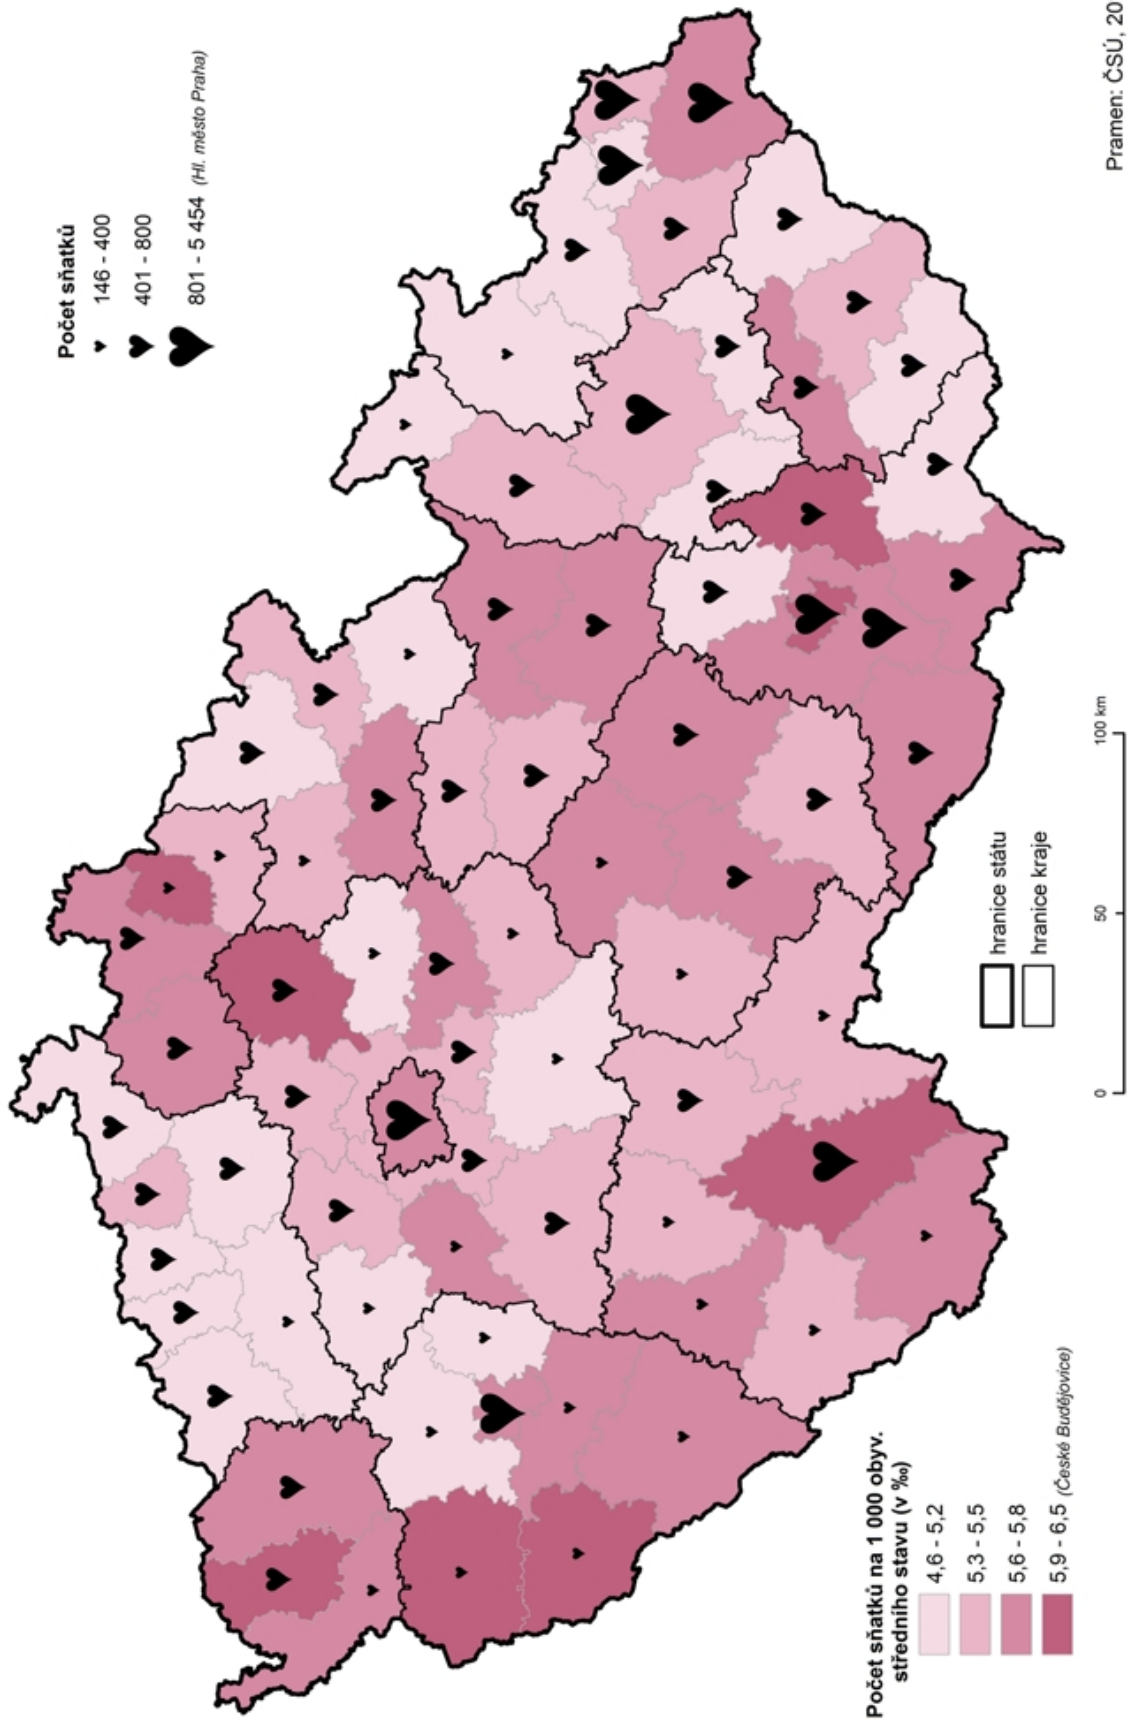 Počet sňatků
146 - 400
401 - 800
801 - 5 454 (Hl. město Praha)
Počet sňatků na 1 000 obyv.
středního stavu (v ‰)
4,6 - 5,2
5,3 - 5,5
5,6 - 5,8
5,9 - 6,5 (České Budějovice)
hranice státu
hranice kraje
0 50 100 km
Pramen: ČSÚ, 20